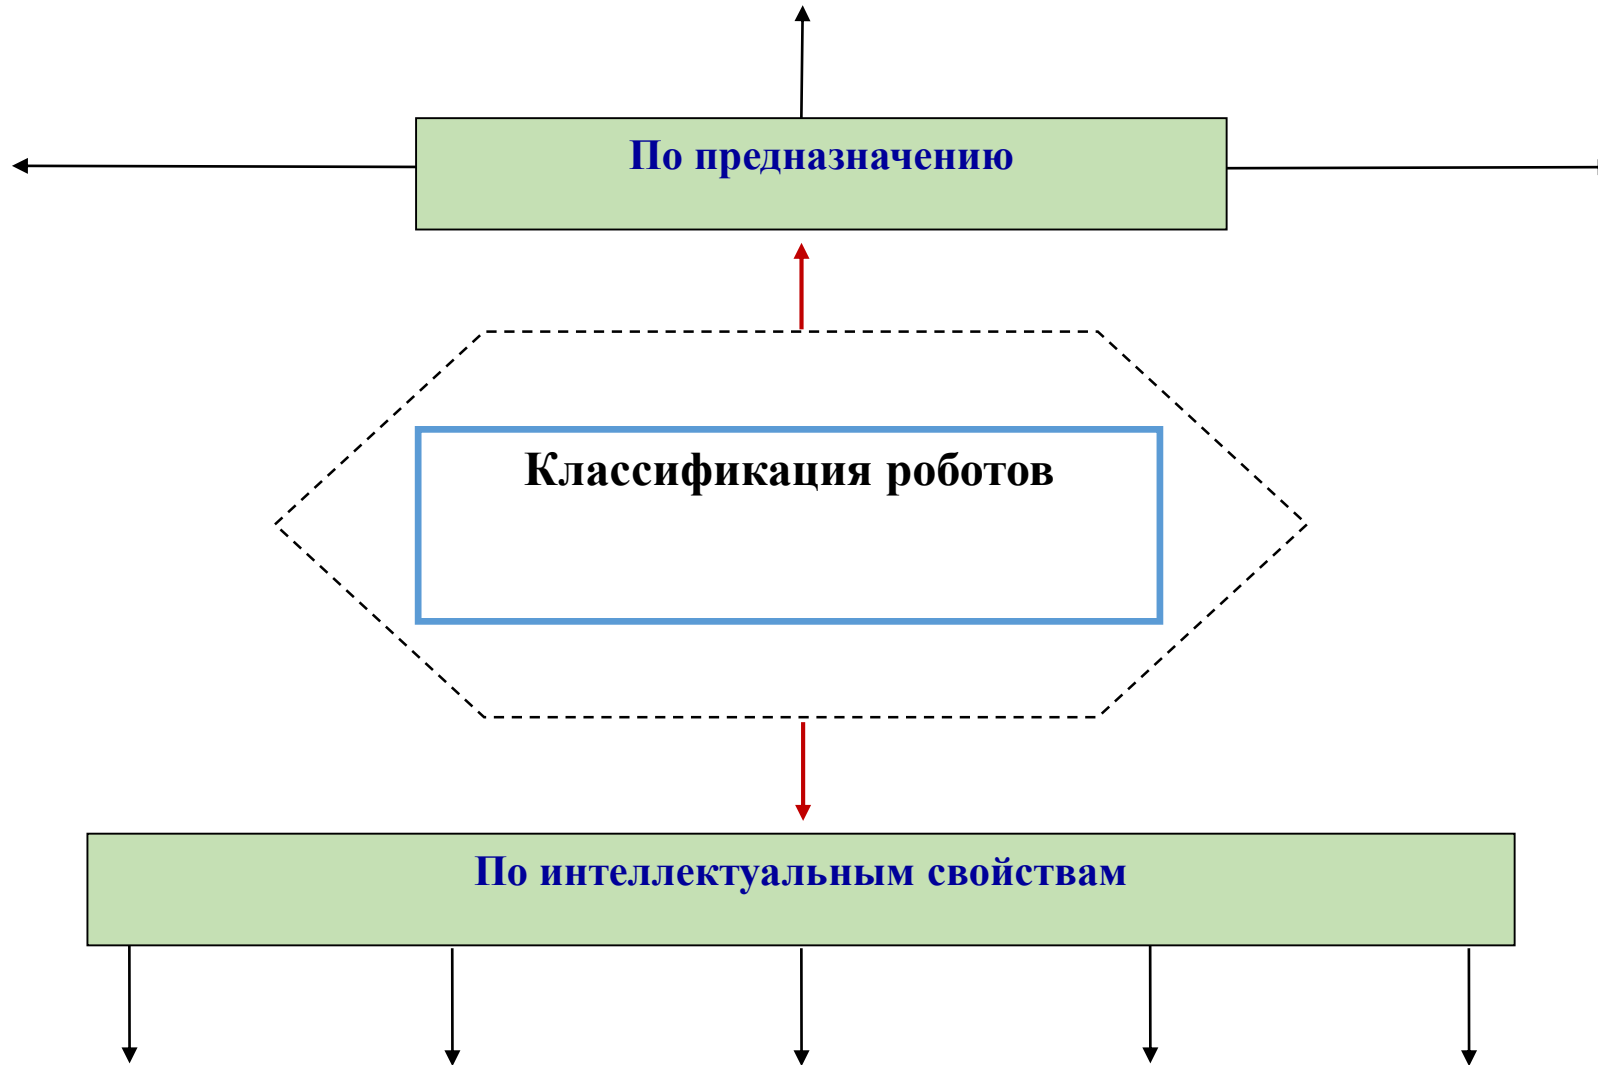 По предназначению
Классификация роботов
По интеллектуальным свойствам